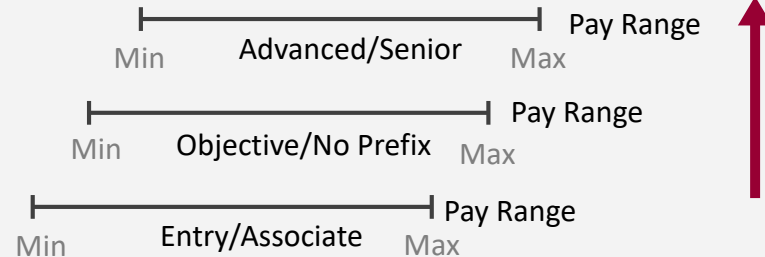 Pay Range
Min Advanced/Senior Max
Pay Range
Min Objective/No Prefix Max
Pay Range
Min Entry/Associate Max